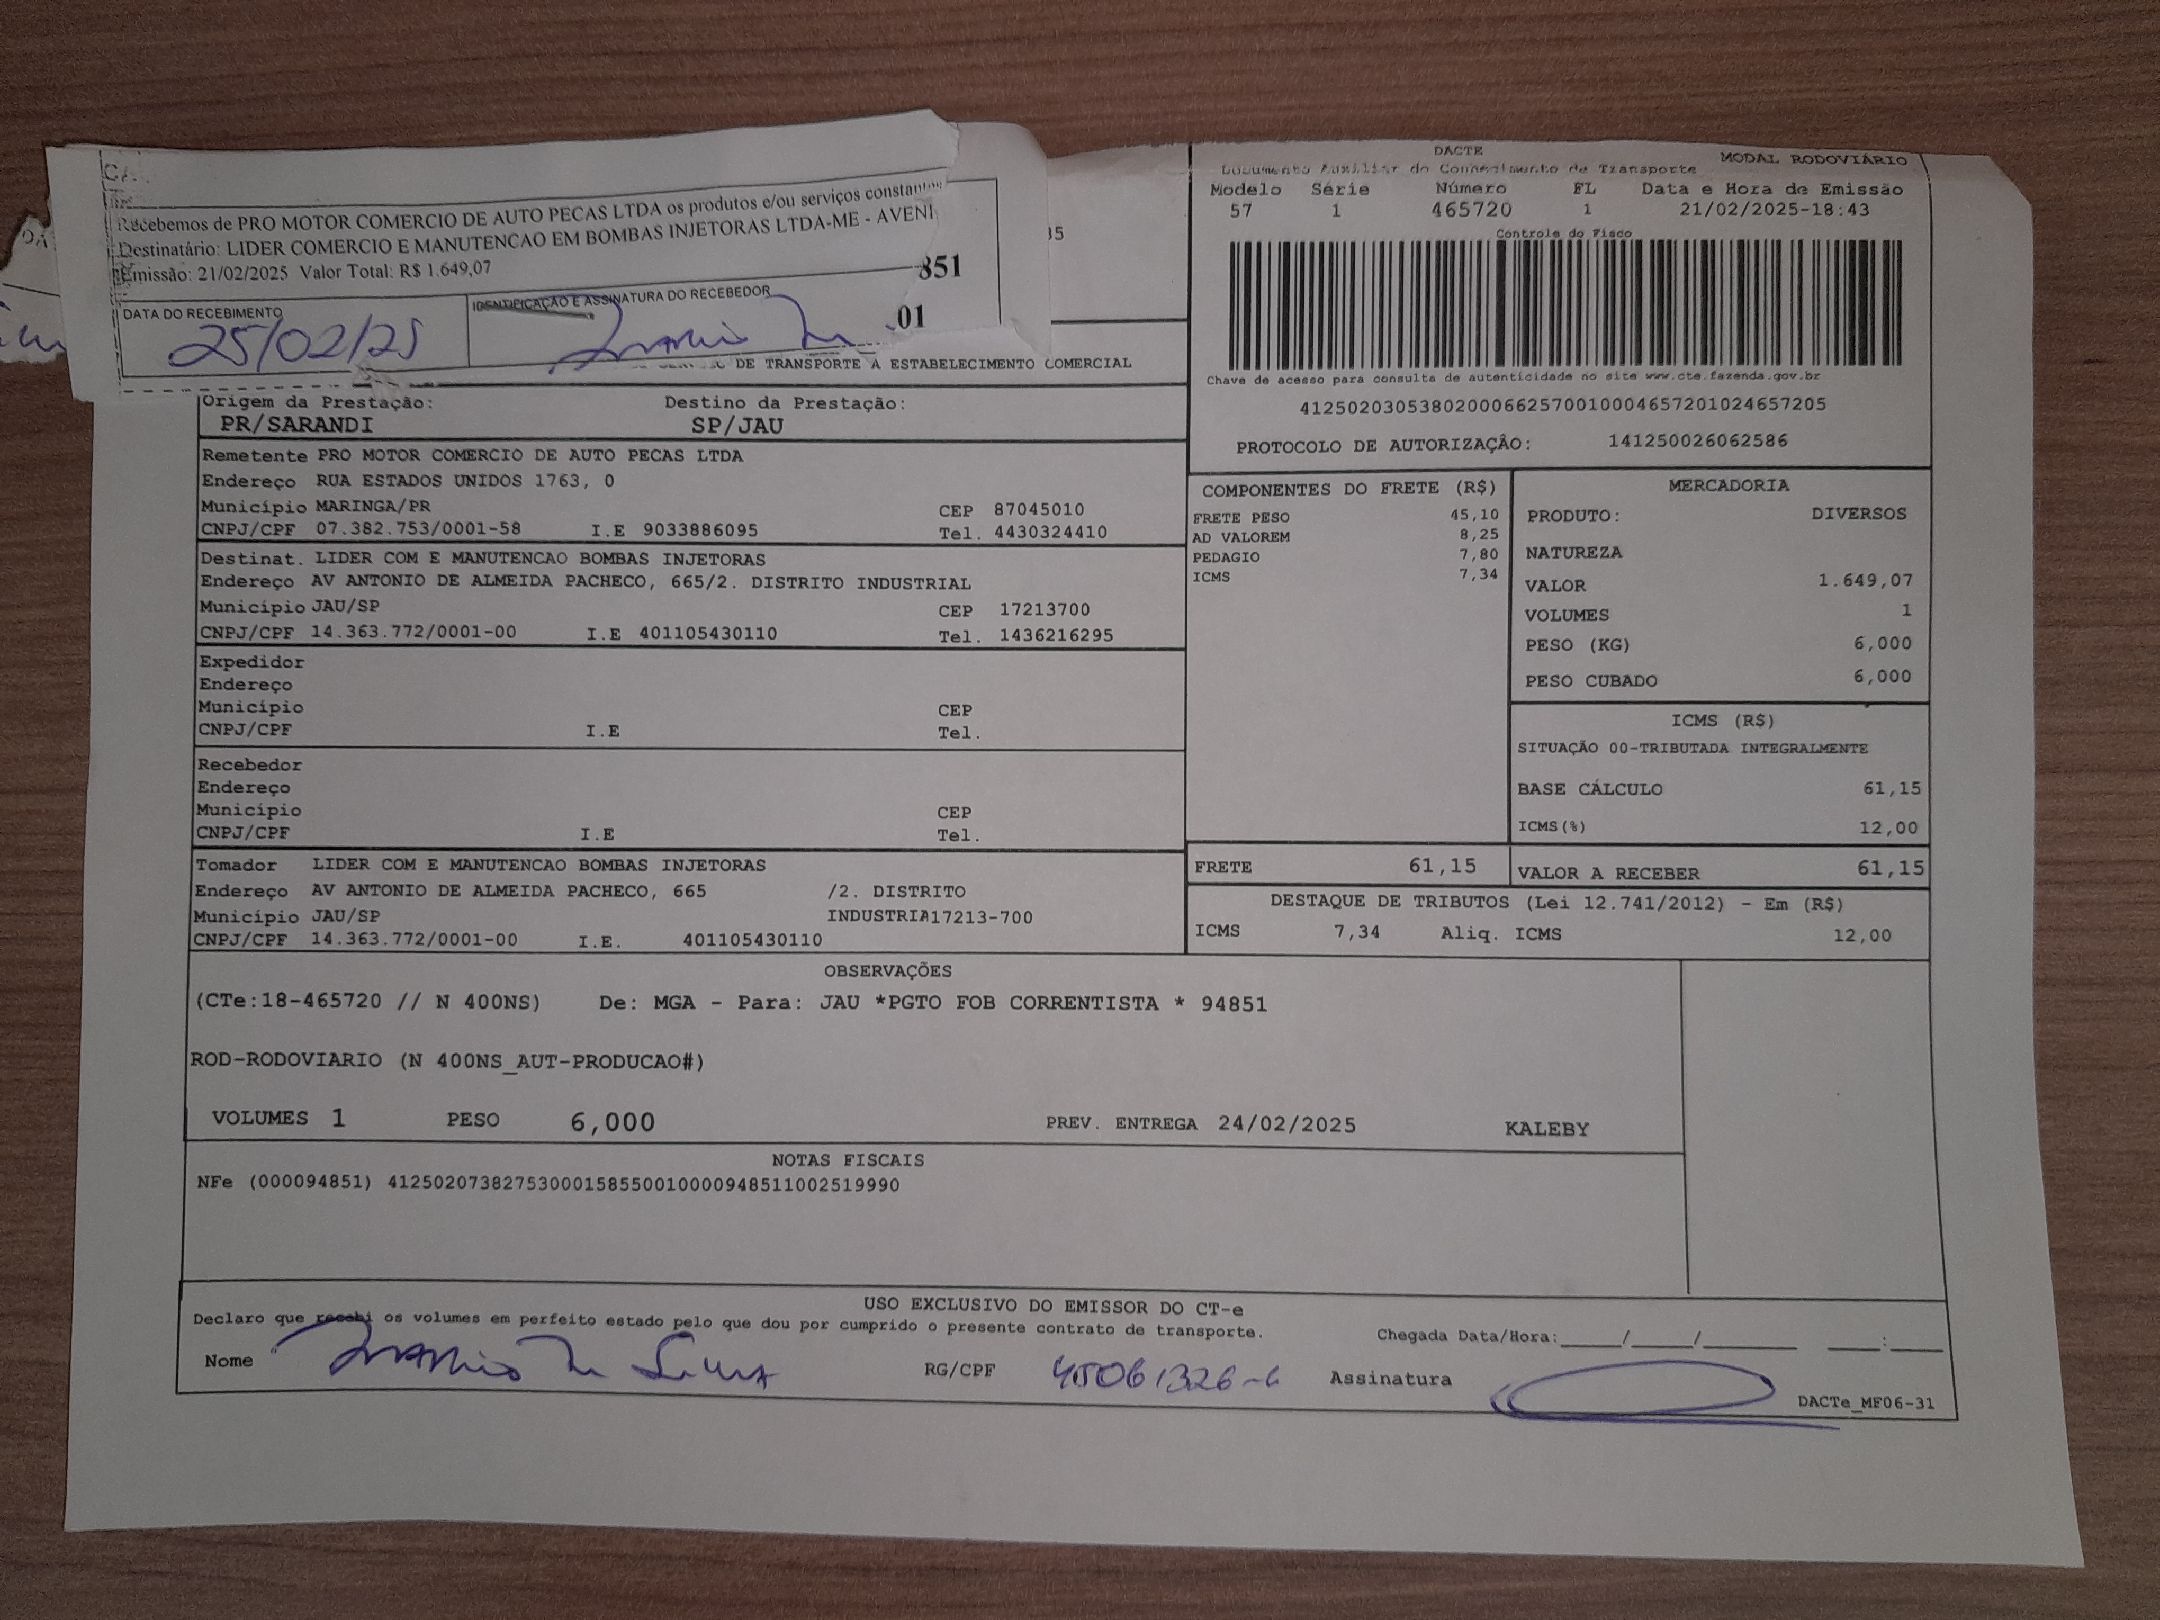 Recebemos de PRO MOTOR COMERCIO DE AUTO PECAS LTDA os produtos e/ou serviços constantes
Destinatário: LIDER COMERCIO E MANUTENCAO EM BOMBAS INJETORAS LTDA-ME - AVENI
Emissão: 21/02/2025 Valor Total: R$ 1.649,07
851
01
DATA DO RECEBIMENTO
25/02/25
IDENTIFICAÇÃO E ASSINATURA DO RECEBEDOR
35
DE TRANSPORTE A ESTABELECIMENTO COMERCIAL
DACTE
Documento Auxiliar do Conhecimento de Transporte
MODAL RODOVIÁRIO
Modelo Série Número FL Data e Hora de Emissão
57 1 465720 1 21/02/2025-18:43
Controle do Fisco
Chave de acesso para consulta de autenticidade no site www.cte.fazenda.gov.br
41250203053802000662570010004657201024657205
PROTOCOLO DE AUTORIZAÇÃO: 141250026062586
Origem da Prestação: Destino da Prestação:
PR/SARANDI SP/JAU
Remetente PRO MOTOR COMERCIO DE AUTO PECAS LTDA
Endereço RUA ESTADOS UNIDOS 1763, 0
Município MARINGA/PR CEP 87045010
CNPJ/CPF 07.382.753/0001-58 I.E 9033886095 Tel. 4430324410
Destinat. LIDER COM E MANUTENCAO BOMBAS INJETORAS
Endereço AV ANTONIO DE ALMEIDA PACHECO, 665/2. DISTRITO INDUSTRIAL
Município JAU/SP CEP 17213700
CNPJ/CPF 14.363.772/0001-00 I.E 401105430110 Tel. 1436216295
Expedidor
Endereço
Município CEP
CNPJ/CPF I.E Tel.
Recebedor
Endereço
Município CEP
CNPJ/CPF I.E Tel.
Tomador LIDER COM E MANUTENCAO BOMBAS INJETORAS
Endereço AV ANTONIO DE ALMEIDA PACHECO, 665 /2. DISTRITO
Município JAU/SP INDUSTRIA17213-700
CNPJ/CPF 14.363.772/0001-00 I.E. 401105430110
COMPONENTES DO FRETE (R$)
FRETE PESO 45,10
AD VALOREM 8,25
PEDAGIO 7,80
ICMS 7,34
MERCADORIA
PRODUTO: DIVERSOS
NATUREZA
VALOR 1.649,07
VOLUMES 1
PESO (KG) 6,000
PESO CUBADO 6,000
ICMS (R$)
SITUAÇÃO 00-TRIBUTADA INTEGRALMENTE
BASE CÁLCULO 61,15
ICMS(%) 12,00
FRETE 61,15 VALOR A RECEBER 61,15
DESTAQUE DE TRIBUTOS (Lei 12.741/2012) - Em (R$)
ICMS 7,34 Aliq. ICMS 12,00
OBSERVAÇÕES
(CTe:18-465720 // N 400NS) De: MGA - Para: JAU *PGTO FOB CORRENTISTA * 94851
ROD-RODOVIARIO (N 400NS_AUT-PRODUCAO#)
VOLUMES 1 PESO 6,000 PREV. ENTREGA 24/02/2025 KALEBY
NOTAS FISCAIS
NFe (000094851) 41250207382753000158550010000948511002519990
USO EXCLUSIVO DO EMISSOR DO CT-e
Declaro que recebi os volumes em perfeito estado pelo que dou por cumprido o presente contrato de transporte.
Chegada Data/Hora:____/____/______ ___:___
Nome RG/CPF Assinatura
DACTe_MF06-31